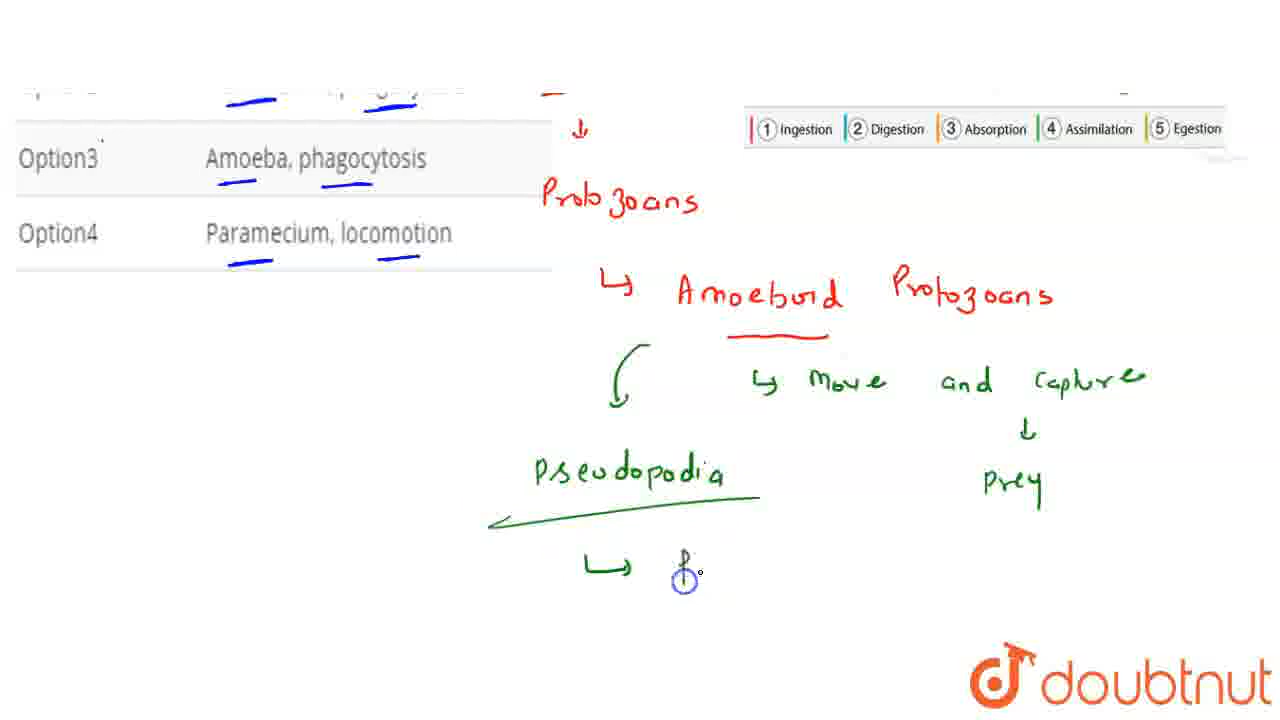 Option3 Amoeba, phagocytosis
Option4 Paramecium, locomotion
1 Ingestion 2 Digestion 3 Absorption 4 Assimilation 5 Egestion
Protozoans
Amoeboid Protozoans
Move and capture
Prey
Pseudopodia
P
doubtnut